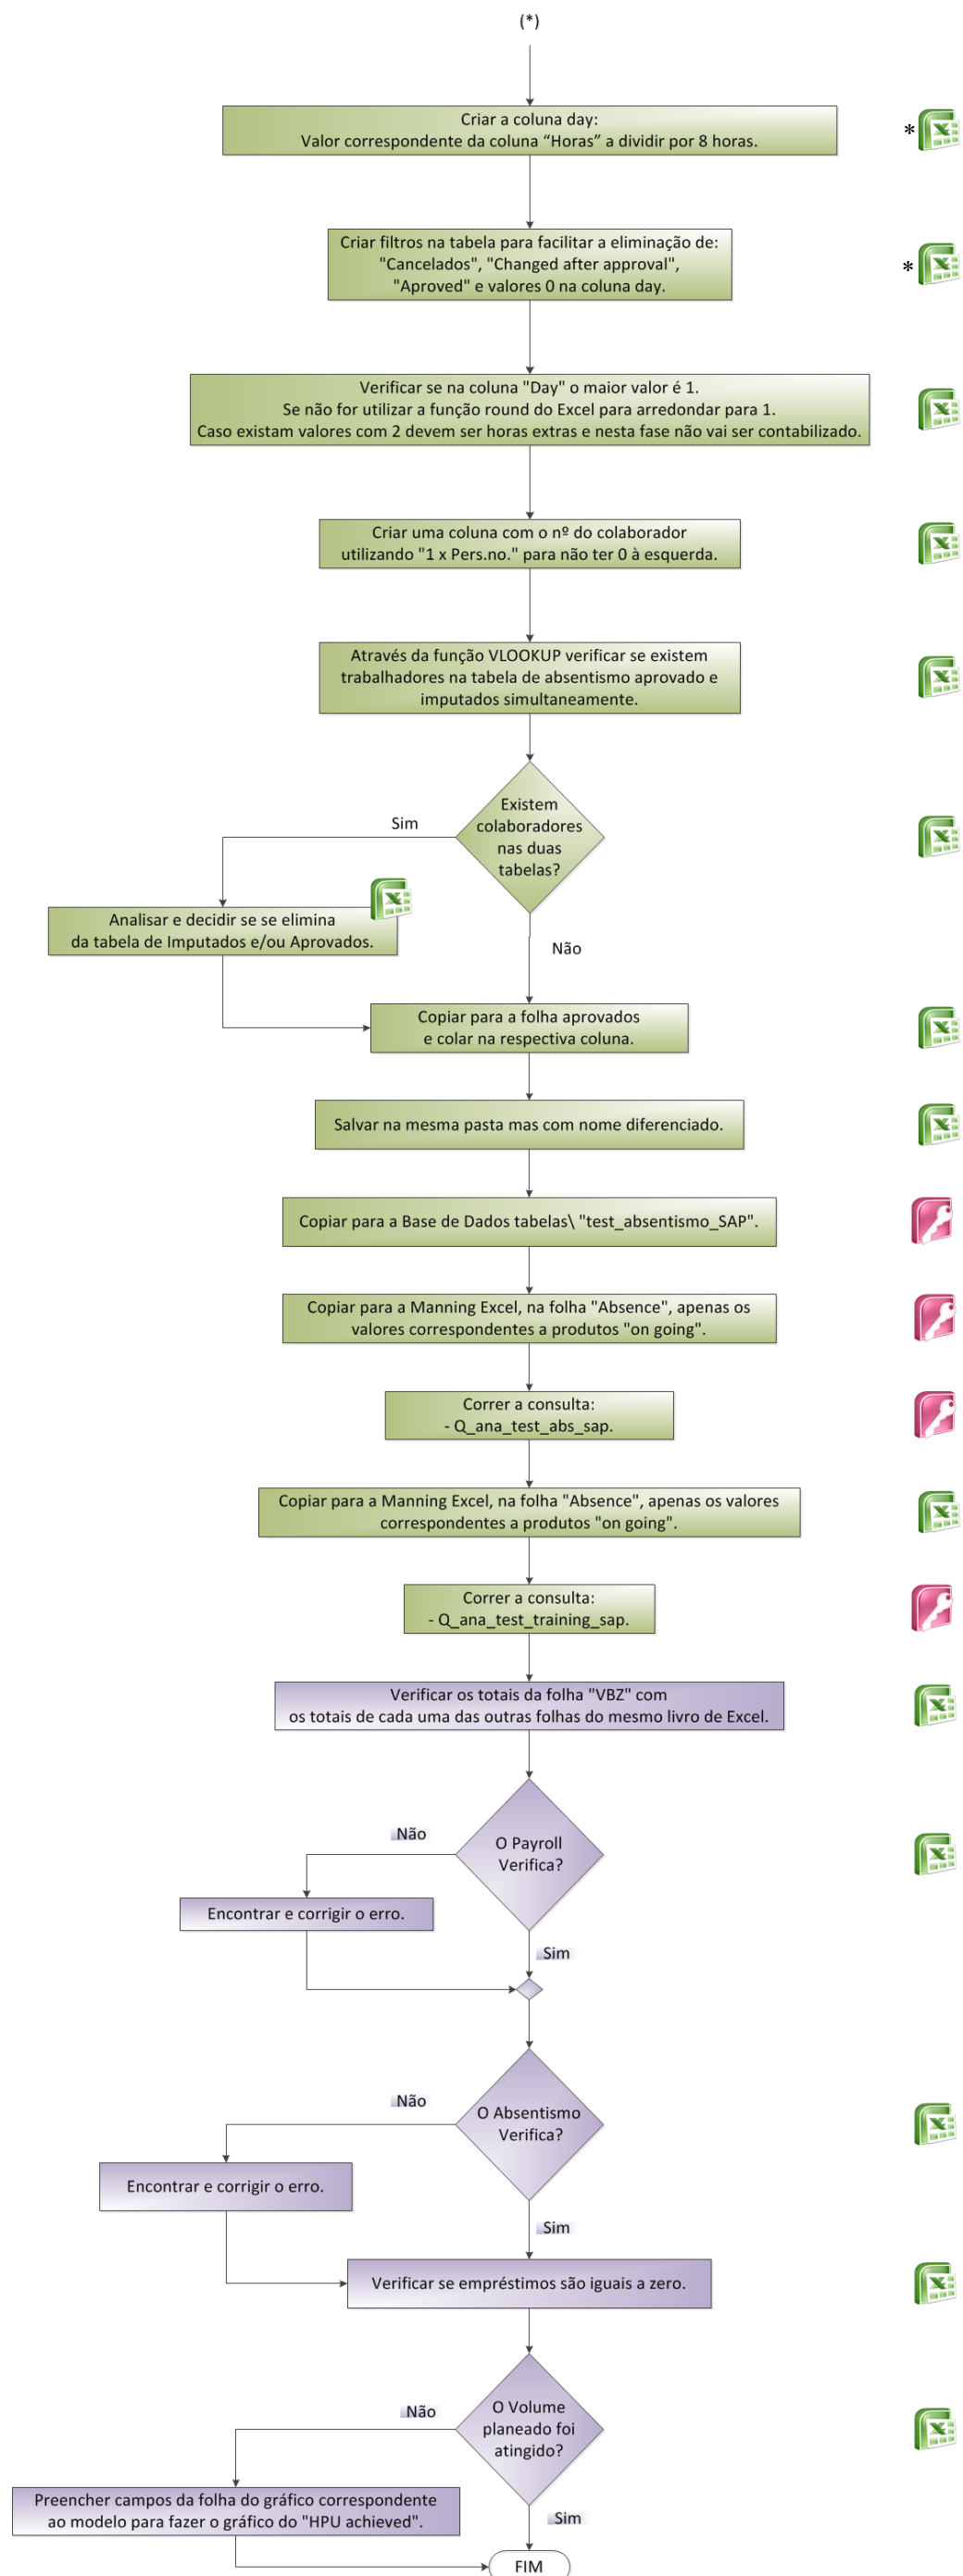 (*)
Criar a coluna day:
Valor correspondente da coluna “Horas” a dividir por 8 horas.
*
Criar filtros na tabela para facilitar a eliminação de:
"Cancelados", "Changed after approval",
"Aproved" e valores 0 na coluna day.
*
Verificar se na coluna "Day" o maior valor é 1.
Se não for utilizar a função round do Excel para arredondar para 1.
Caso existam valores com 2 devem ser horas extras e nesta fase não vai ser contabilizado.
Criar uma coluna com o nº do colaborador
utilizando "1 x Pers.no." para não ter 0 à esquerda.
Através da função VLOOKUP verificar se existem
trabalhadores na tabela de absentismo aprovado e
imputados simultaneamente.
Existem
colaboradores
nas duas
tabelas?
Sim
Analisar e decidir se se elimina
da tabela de Imputados e/ou Aprovados.
Não
Copiar para a folha aprovados
e colar na respectiva coluna.
Salvar na mesma pasta mas com nome diferenciado.
Copiar para a Base de Dados tabelas\ "test_absentismo_SAP".
Copiar para a Manning Excel, na folha "Absence", apenas os
valores correspondentes a produtos "on going".
Correr a consulta:
- Q_ana_test_abs_sap.
Copiar para a Manning Excel, na folha "Absence", apenas os valores
correspondentes a produtos "on going".
Correr a consulta:
- Q_ana_test_training_sap.
Verificar os totais da folha "VBZ" com
os totais de cada uma das outras folhas do mesmo livro de Excel.
Não
O Payroll
Verifica?
Encontrar e corrigir o erro.
Sim
Não
O Absentismo
Verifica?
Encontrar e corrigir o erro.
Sim
Verificar se empréstimos são iguais a zero.
Não
O Volume
planeado foi
atingido?
Preencher campos da folha do gráfico correspondente
ao modelo para fazer o gráfico do "HPU achieved".
Sim
FIM